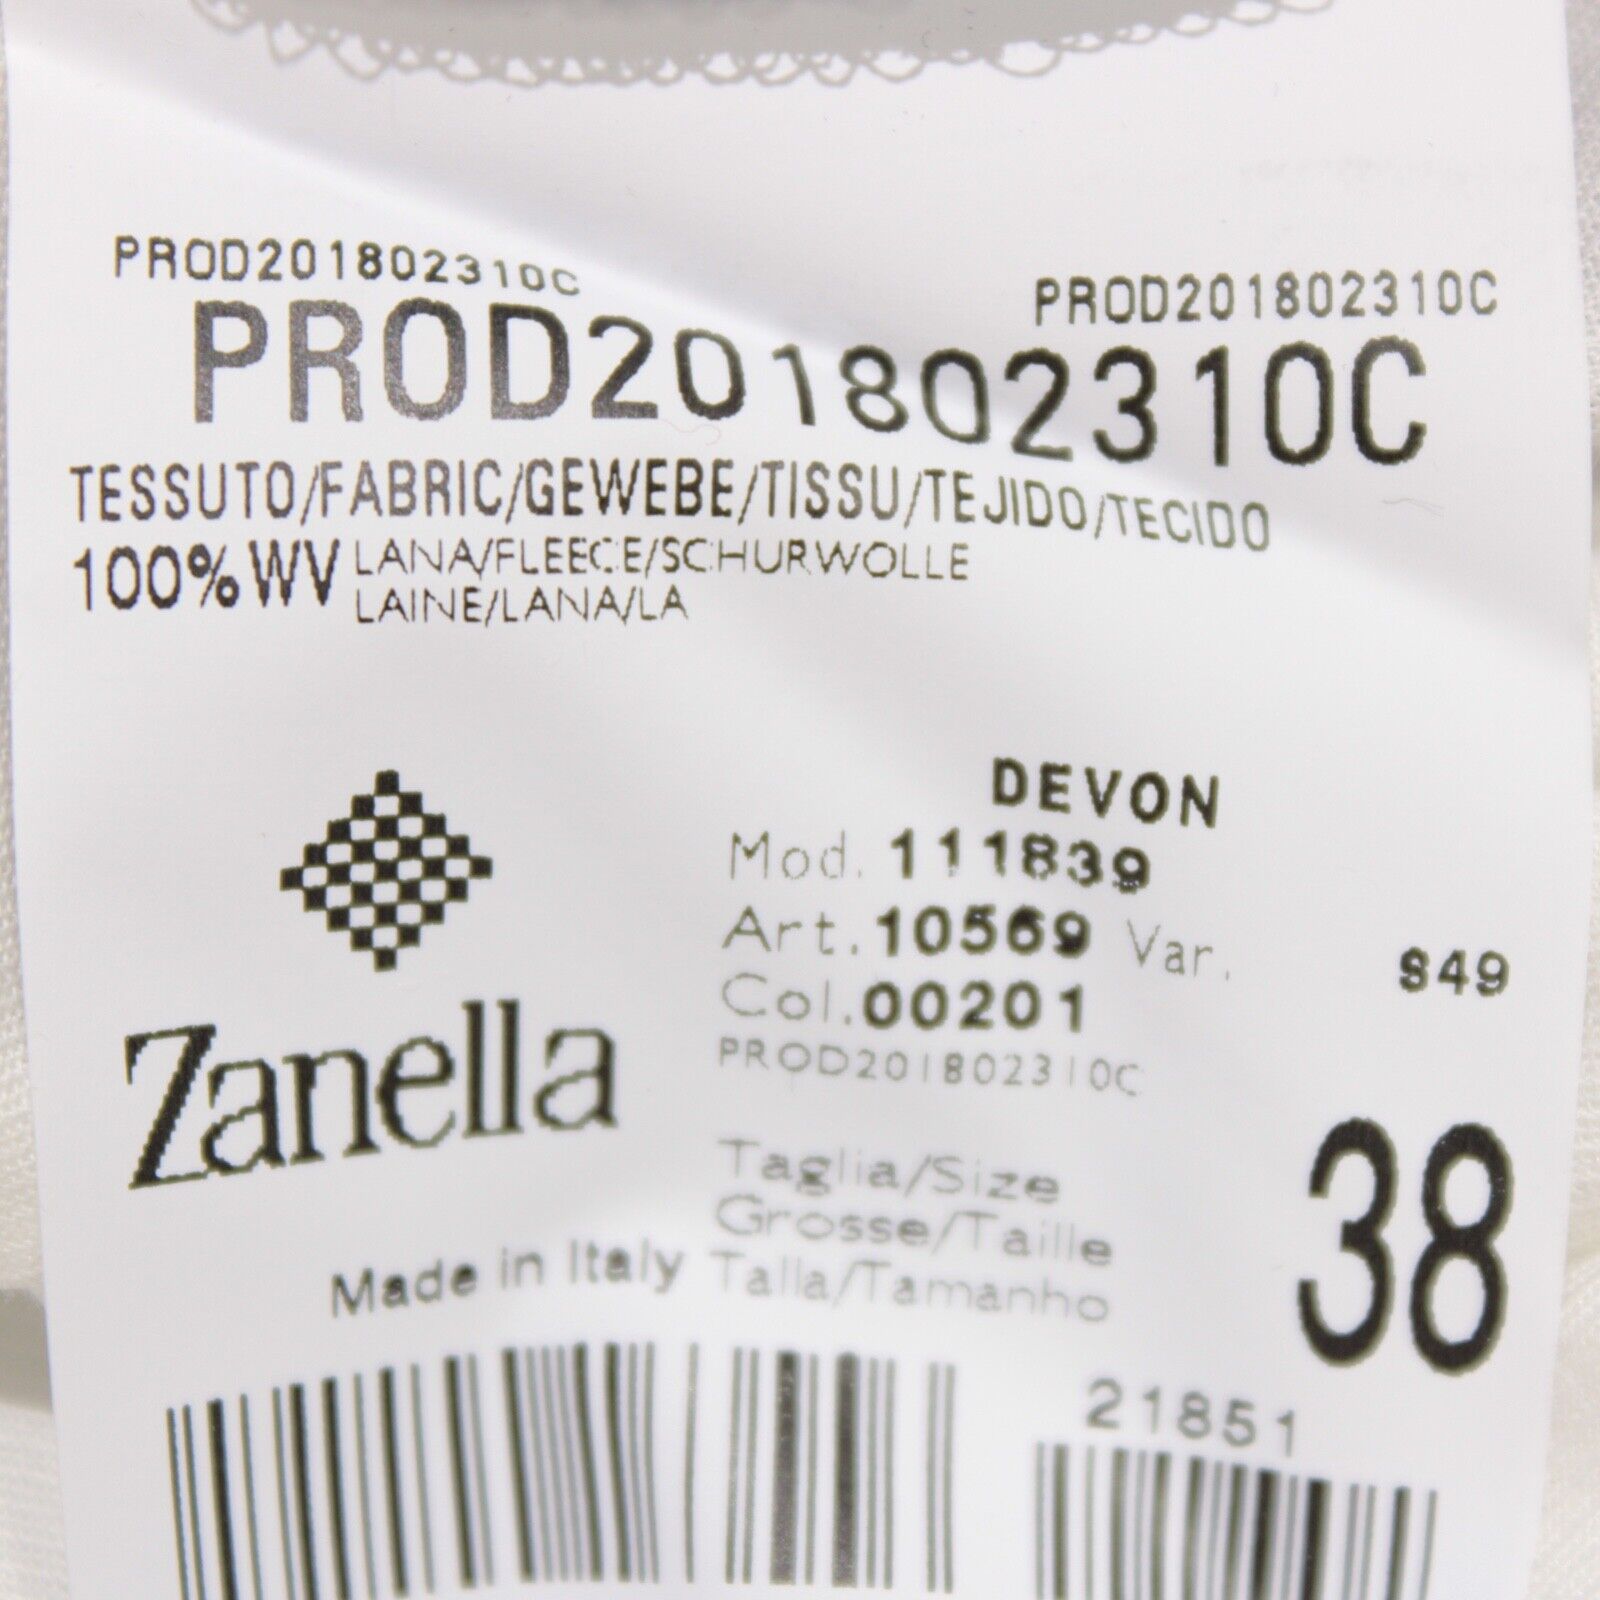 PROD201802310C
PROD201802310C
PROD201802310C
TESSUTO/FABRIC/GEWEBE/TISSU/TEJIDO/TECIDO
100% WV LANA/FLEECE/SCHURWOLLE
LAINE/LANA/LA
DEVON
Mod. 111839
Art. 10569 Var. S49
Col. 00201
PROD201802310C
Zanella
Taglia/Size
Grosse/Taille
Talla/Tamanho
38
Made in Italy
21851